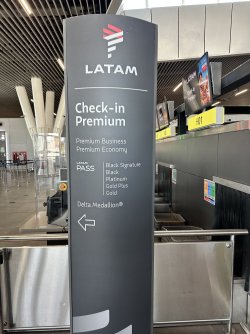 LATAM
Check-in
Premium
Premium Business
Premium Economy
LATAM
PASS
Black Signature
Black
Platinum
Gold Plus
Gold
Delta Medallion®